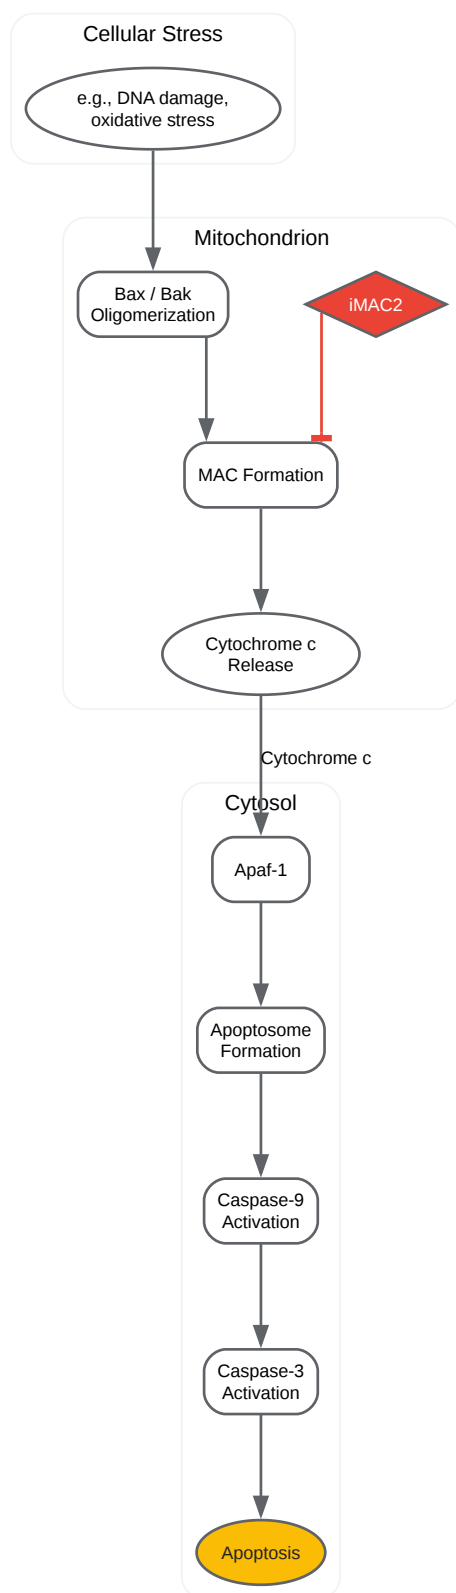 Cellular Stress
e.g., DNA damage,
oxidative stress
Mitochondrion
Bax / Bak
Oligomerization
iMAC2
MAC Formation
Cytochrome c
Release
Cytochrome c
Cytosol
Apaf-1
Apoptosome
Formation
Caspase-9
Activation
Caspase-3
Activation
Apoptosis